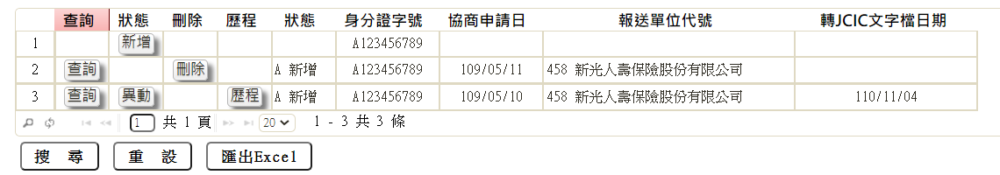 查詢 狀態 刪除 歷程 狀態 身分證字號 協商申請日 報送單位代號 轉JCIC文字檔日期
1 新增 A123456789
2 查詢 刪除 A 新增 A123456789 109/05/11 458 新光人壽保險股份有限公司
3 查詢 異動 歷程 A 新增 A123456789 109/05/10 458 新光人壽保險股份有限公司 110/11/04
1 共 1 頁 20 1 - 3 共 3 條
搜 尋 重 設 匯出Excel